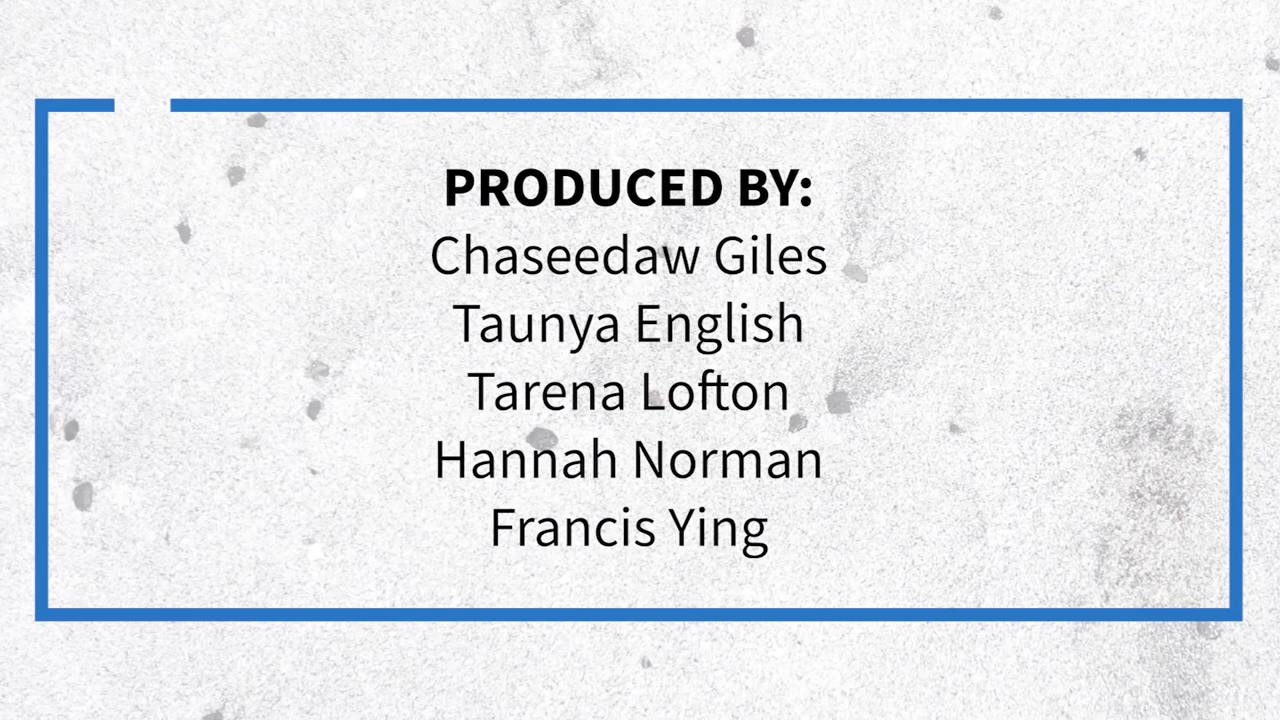 PRODUCED BY:
Chaseedaw Giles
Taunya English
Tarena Lofton
Hannah Norman
Francis Ying